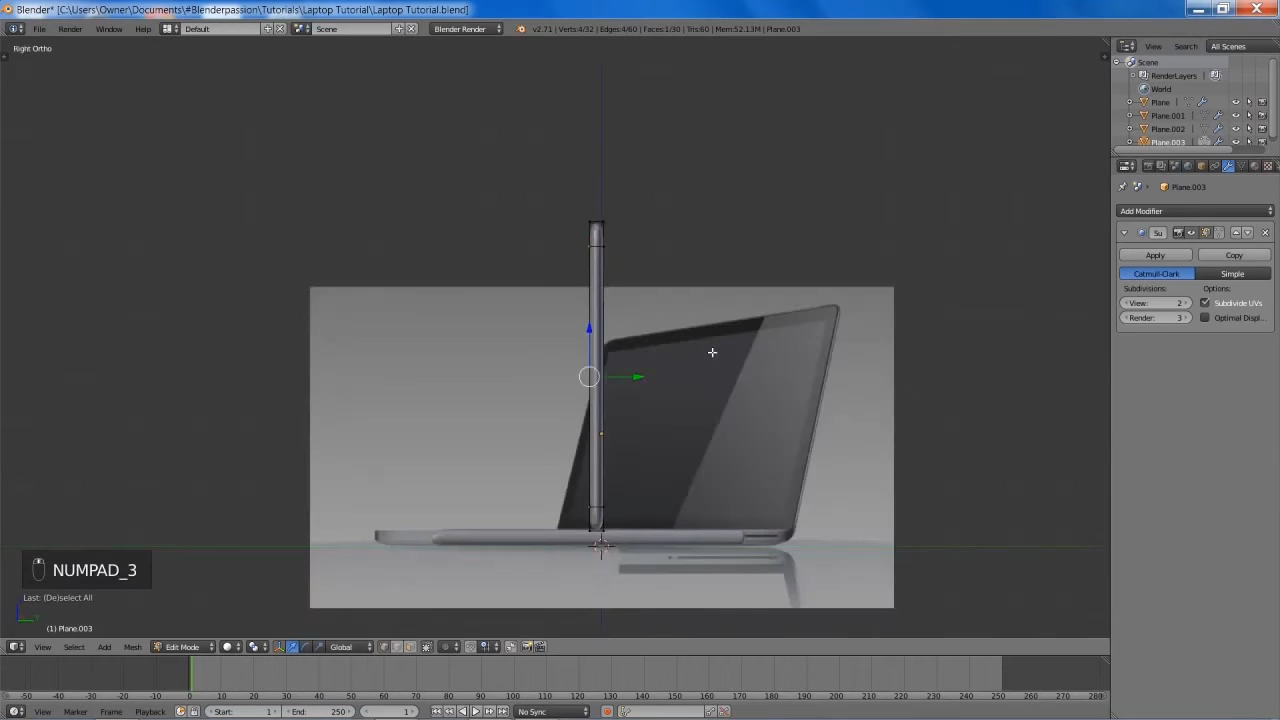 Blender* [C:\Users\Owner\Documents\#Blenderpassion\Tutorials\Laptop Tutorial\Laptop Tutorial.blend]
File Render Window Help Default Scene Blender Render v2.71 | Verts:4/32 | Edges:4/60 | Faces:1/30 | Tris:60 | Mem:52.13M | Plane.003
Right Ortho
View Search All Scenes
Scene
RenderLayers |
World
Plane |
Plane.001 |
Plane.002 |
Plane.003
Plane.003
Add Modifier
Su
Apply Copy
Catmull-Clark Simple
Subdivisions: Options:
View: 2 Subdivide UVs
Render: 3 Optimal Displ...
NUMPAD_3
Last: (De)select All
(1) Plane.003
View Select Add Mesh Edit Mode Global
-50 -40 -30 -20 -10 0 10 20 30 40 50 60 70 80 90 100 110 120 130 140 150 160 170 180 190 200 210 220 230 240 250 260 270 280
View Marker Frame Playback Start: 1 End: 250 1 No Sync